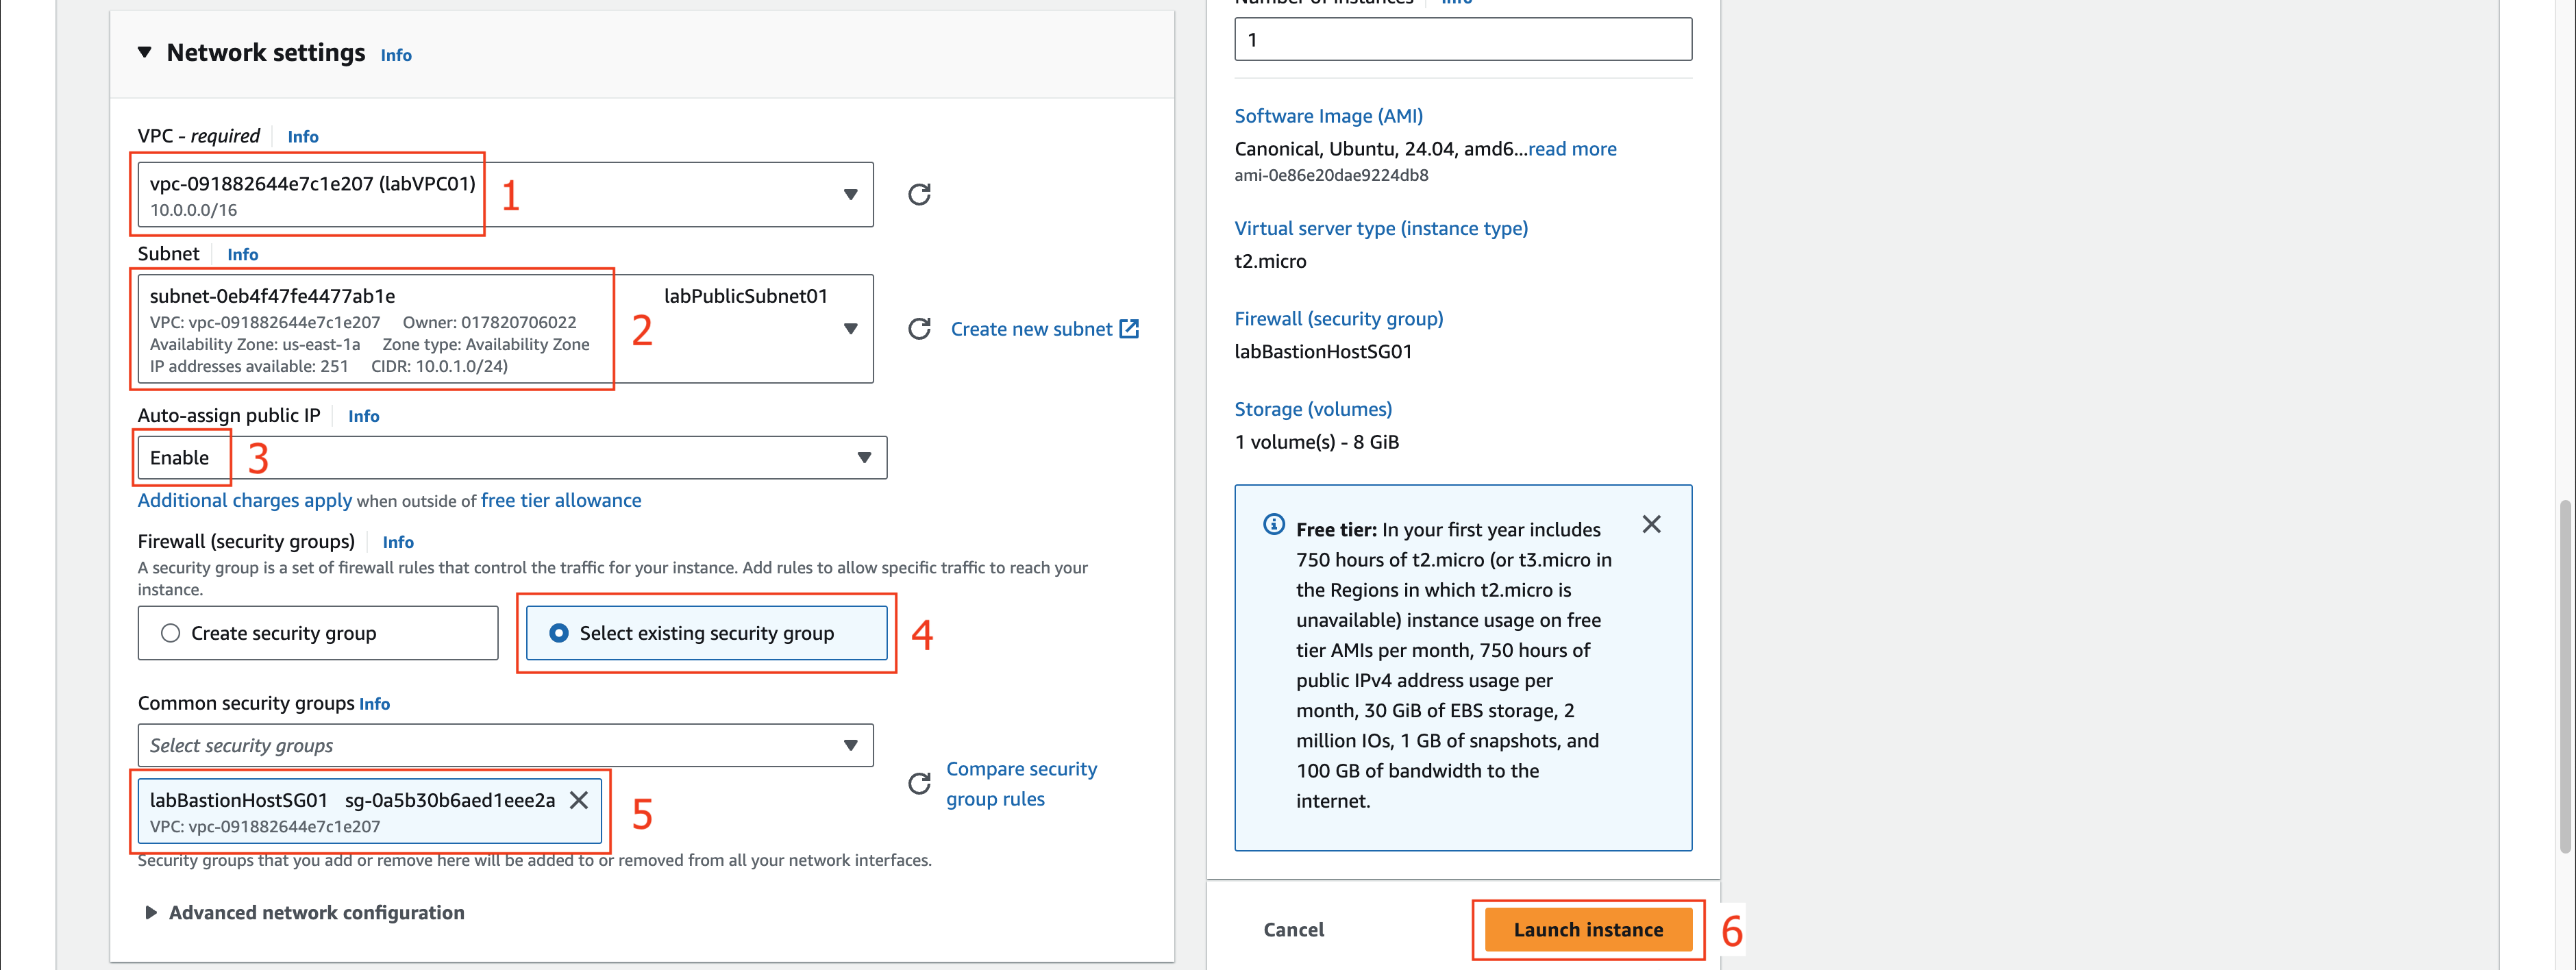 Network settings Info
VPC - required Info
vpc-091882644e7c1e207 (labVPC01)
10.0.0.0/16
1
Subnet Info
subnet-0eb4f47fe4477ab1e labPublicSubnet01
VPC: vpc-091882644e7c1e207 Owner: 017820706022
Availability Zone: us-east-1a Zone type: Availability Zone
IP addresses available: 251 CIDR: 10.0.1.0/24)
2
Create new subnet
Auto-assign public IP Info
Enable
3
Additional charges apply when outside of free tier allowance
Firewall (security groups) Info
A security group is a set of firewall rules that control the traffic for your instance. Add rules to allow specific traffic to reach your
instance.
Create security group
Select existing security group
4
Common security groups Info
Select security groups
labBastionHostSG01 sg-0a5b30b6aed1eee2a
VPC: vpc-091882644e7c1e207
5
Compare security
group rules
Security groups that you add or remove here will be added to or removed from all your network interfaces.
Advanced network configuration
Number of instances Info
1
Software Image (AMI)
Canonical, Ubuntu, 24.04, amd6...read more
ami-0e86e20dae9224db8
Virtual server type (instance type)
t2.micro
Firewall (security group)
labBastionHostSG01
Storage (volumes)
1 volume(s) - 8 GiB
Free tier: In your first year includes
750 hours of t2.micro (or t3.micro in
the Regions in which t2.micro is
unavailable) instance usage on free
tier AMIs per month, 750 hours of
public IPv4 address usage per
month, 30 GiB of EBS storage, 2
million IOs, 1 GB of snapshots, and
100 GB of bandwidth to the
internet.
Cancel
Launch instance
6